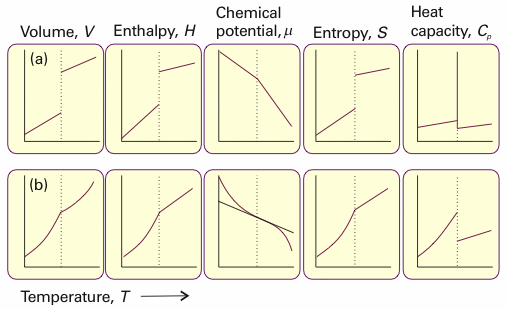 Volume, V
Enthalpy, H
Chemical
potential, μ
Entropy, S
Heat
capacity, Cₚ
(a)
(b)
Temperature, T